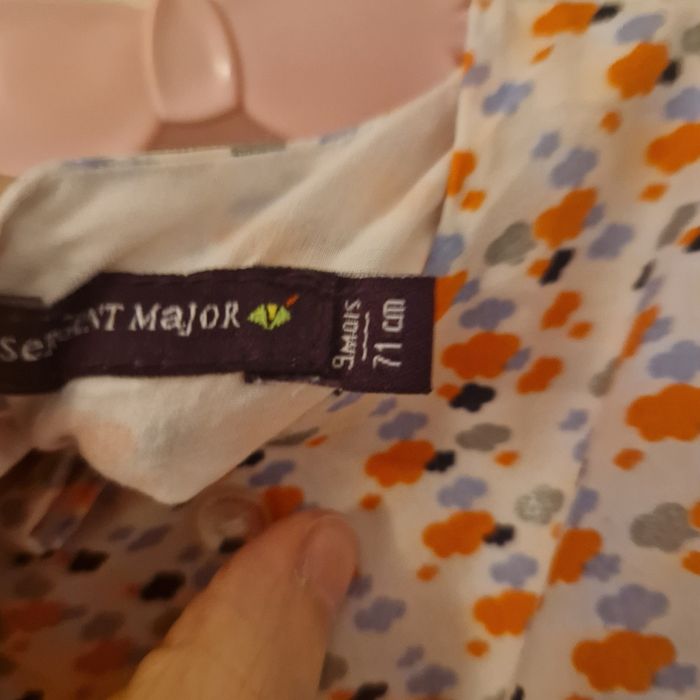 Sergent Major
9Mois
71 cm